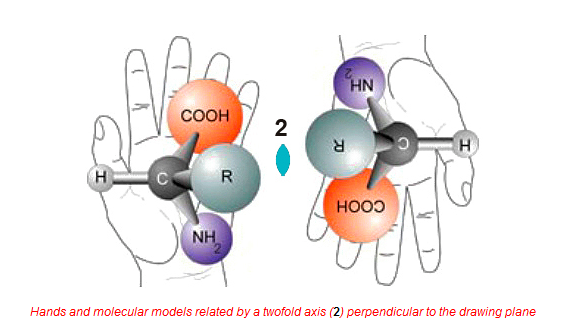 COOH
H C R
NH2
2
NH2
R C H
COOH
Hands and molecular models related by a twofold axis (2) perpendicular to the drawing plane